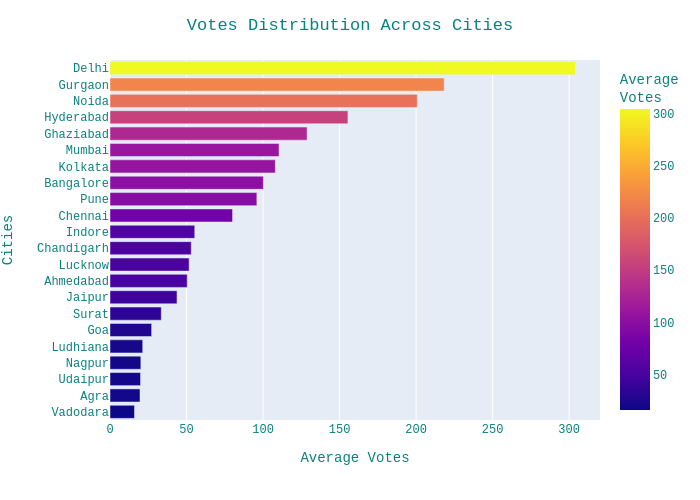 Votes Distribution Across Cities
Delhi
Gurgaon
Noida
Hyderabad
Ghaziabad
Mumbai
Kolkata
Bangalore
Pune
Chennai
Indore
Chandigarh
Lucknow
Ahmedabad
Jaipur
Surat
Goa
Ludhiana
Nagpur
Udaipur
Agra
Vadodara
Cities
0 50 100 150 200 250 300
Average Votes
Average
Votes
300
250
200
150
100
50